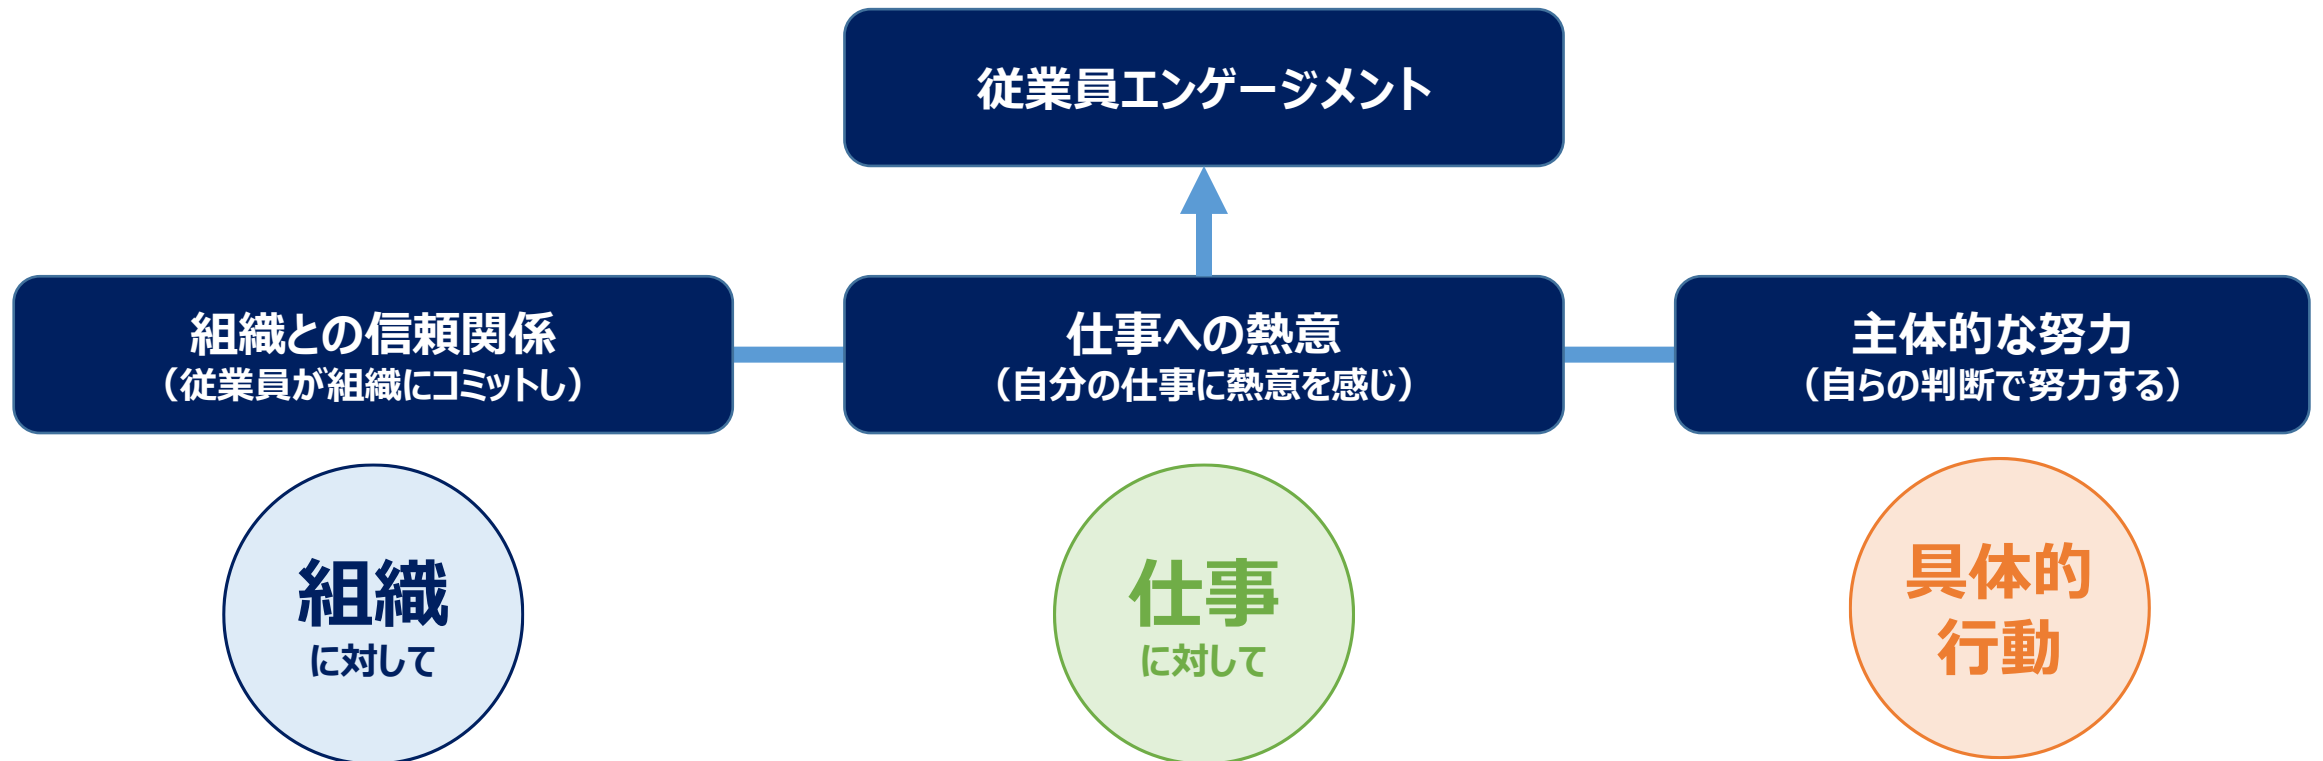 従業員エンゲージメント
組織との信頼関係
（従業員が組織にコミットし）
仕事への熱意
（自分の仕事に熱意を感じ）
主体的な努力
（自らの判断で努力する）
組織
に対して
仕事
に対して
具体的
行動